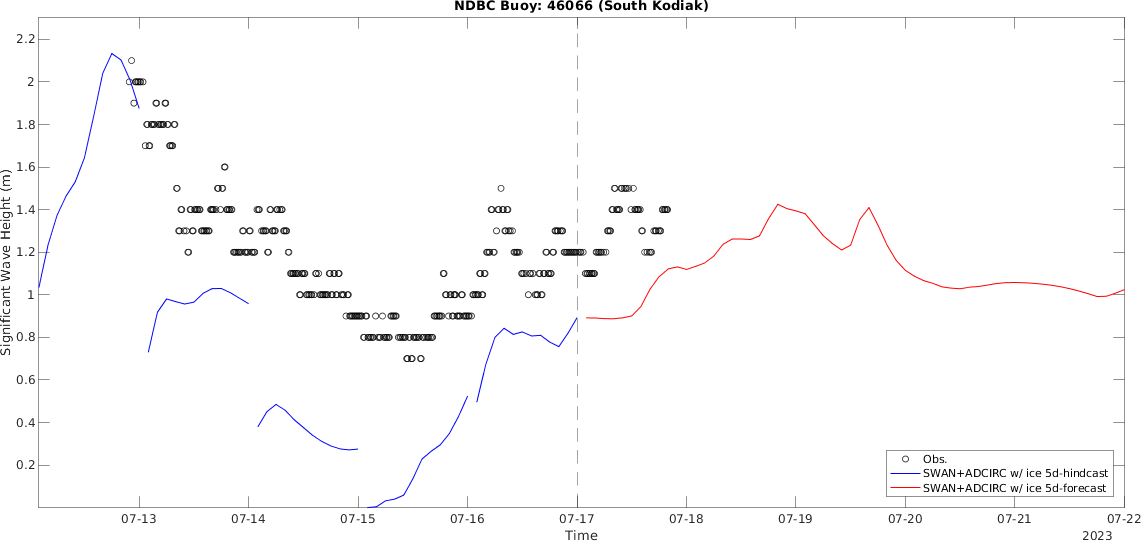 NDBC Buoy: 46066 (South Kodiak)
Significant Wave Height (m)
2.2
2
1.8
1.6
1.4
1.2
1
0.8
0.6
0.4
0.2
Obs.
SWAN+ADCIRC w/ ice 5d-hindcast
SWAN+ADCIRC w/ ice 5d-forecast
07-13 07-14 07-15 07-16 07-17 07-18 07-19 07-20 07-21 07-22
Time
2023